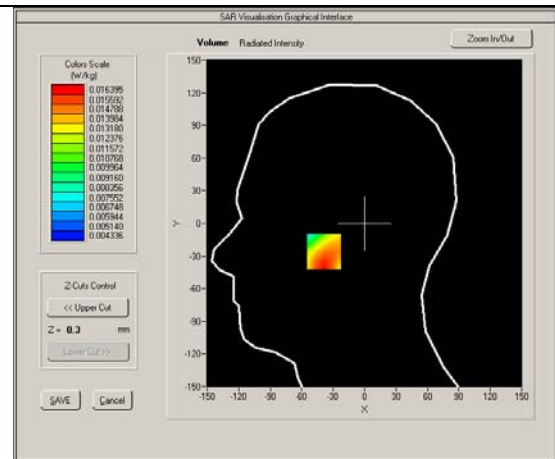 SAR Visualisation Graphical Interface
Volume Radiated Intensity
Zoom In/Out
Colors Scale
(W/kg)
0.016395
0.015592
0.014788
0.013984
0.013180
0.012376
0.011572
0.010768
0.009964
0.009160
0.008356
0.007552
0.006748
0.005944
0.005140
0.004336
150-
120-
90-
60-
30-
0-
-30-
-60-
-90-
-120-
-150-
Y
-150 -120 -90 -60 -30 0 30 60 90 120 150
X
Z-Cuts Control
<< Upper Cut
Z = 0.3 mm
Lower Cut >>
SAVE Cancel